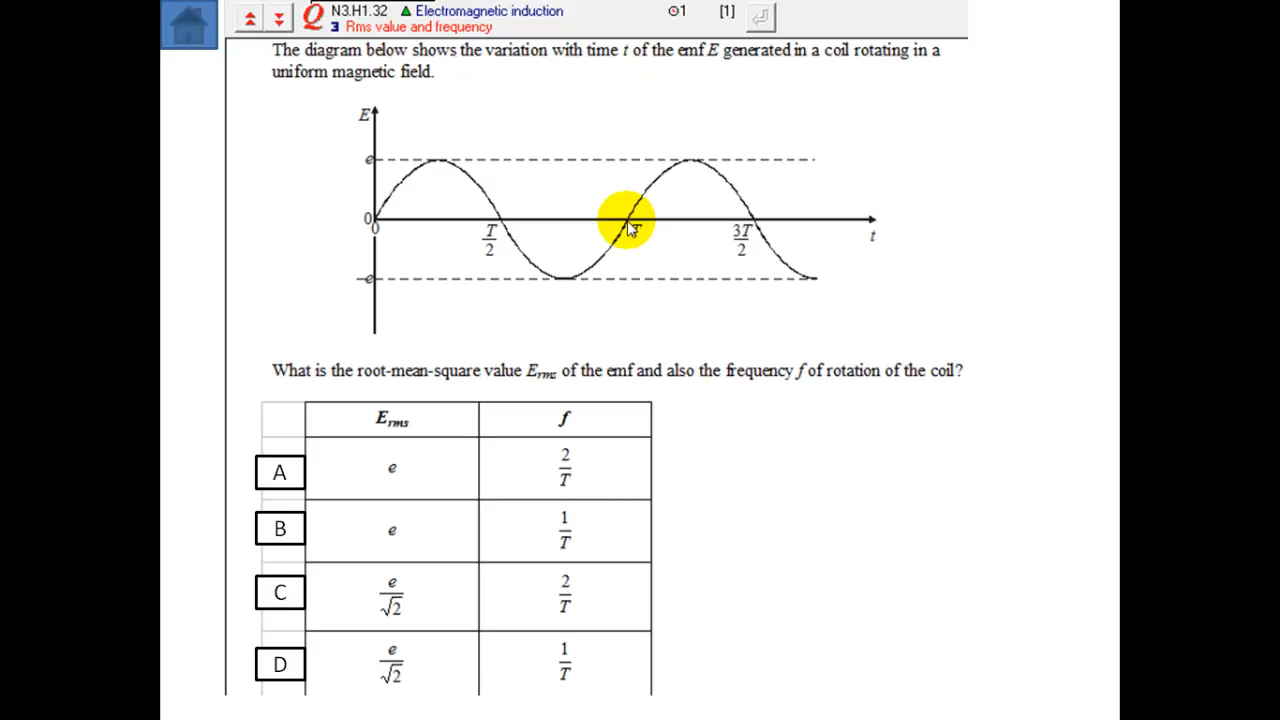 N3.H1.32 Electromagnetic induction 1 [1]
3 Rms value and frequency
The diagram below shows the variation with time t of the emf E generated in a coil rotating in a
uniform magnetic field.
E
e
0
0
T/2
T
3T/2
t
–e
What is the root-mean-square value Erms of the emf and also the frequency f of rotation of the coil?
Erms f
A e 2/T
B e 1/T
C e/√2 2/T
D e/√2 1/T